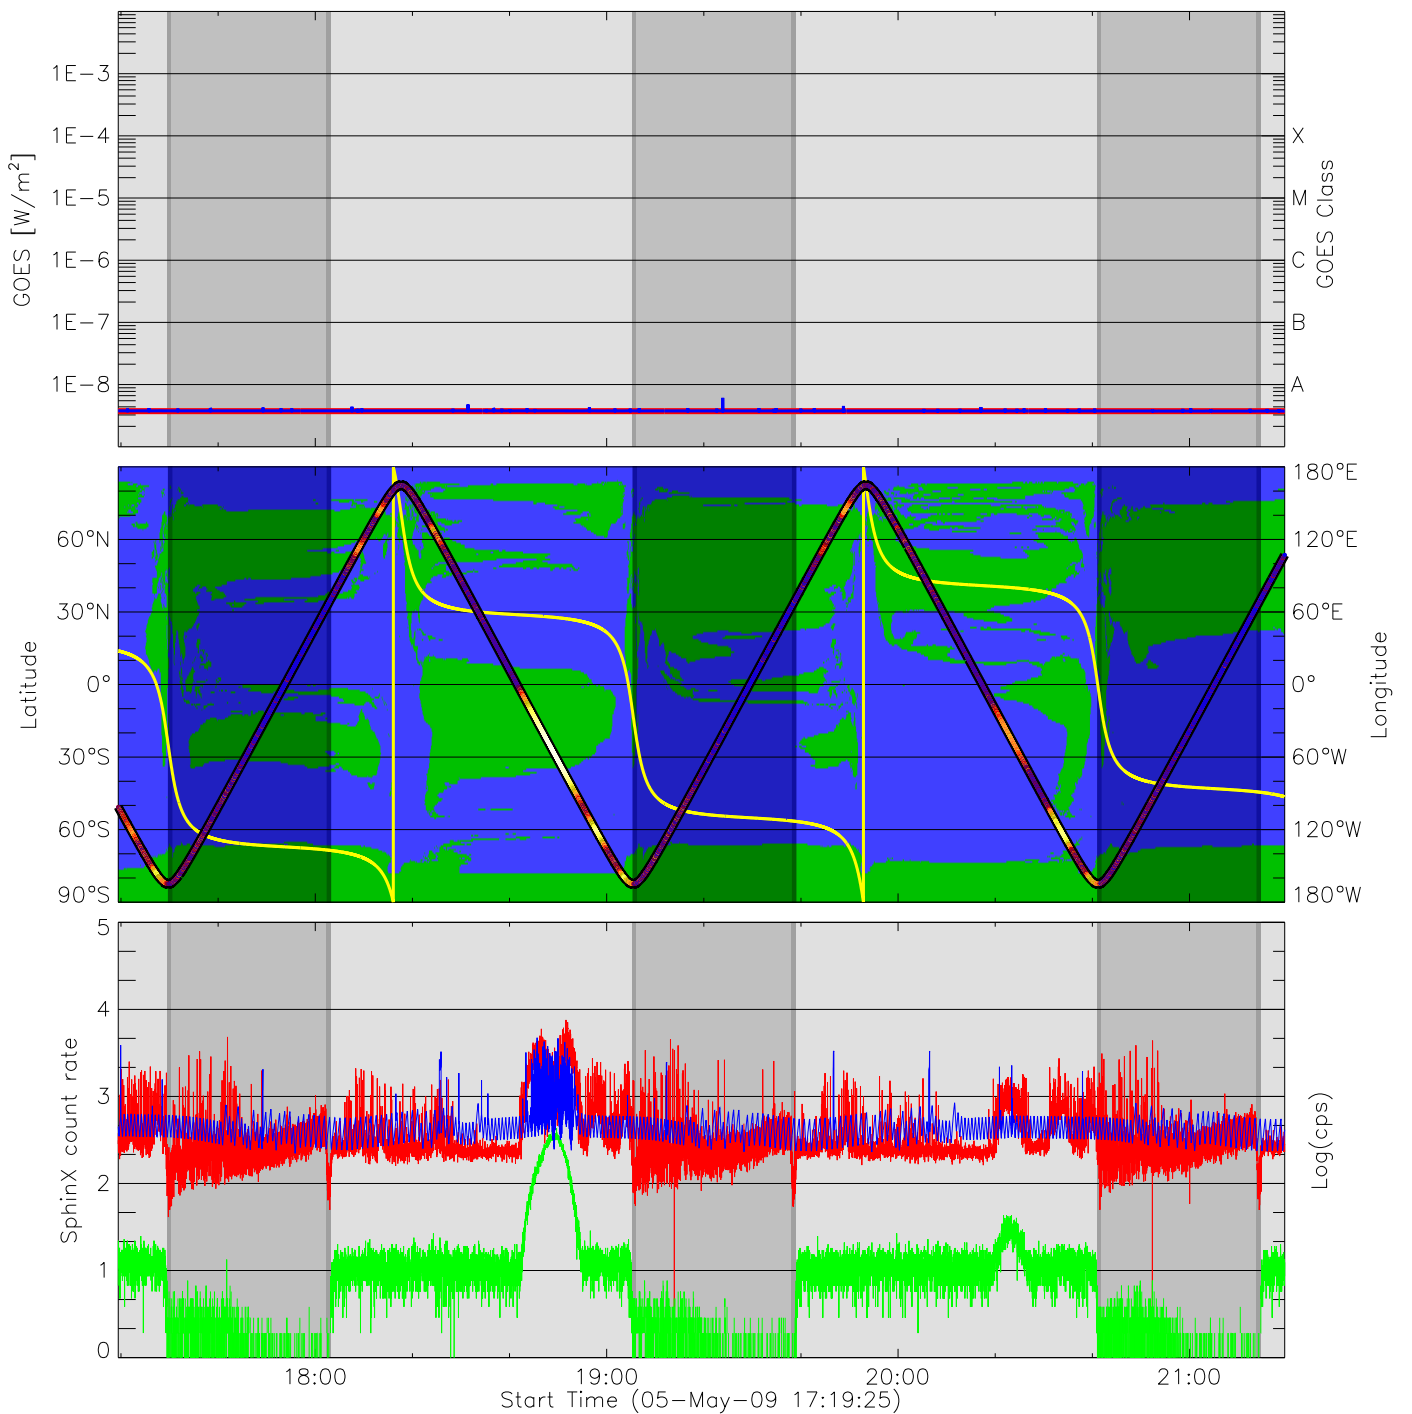 1E-3
1E-4 X
1E-5 M
1E-6 C
1E-7 B
1E-8 A
GOES [W/m²]
GOES Class
180°E
60°N 120°E
30°N 60°E
0° 0°
30°S 60°W
60°S 120°W
90°S 180°W
Latitude
Longitude
5
4
3
2
1
0
SphinX count rate
Log(cps)
18:00 19:00 20:00 21:00
Start Time (05-May-09 17:19:25)